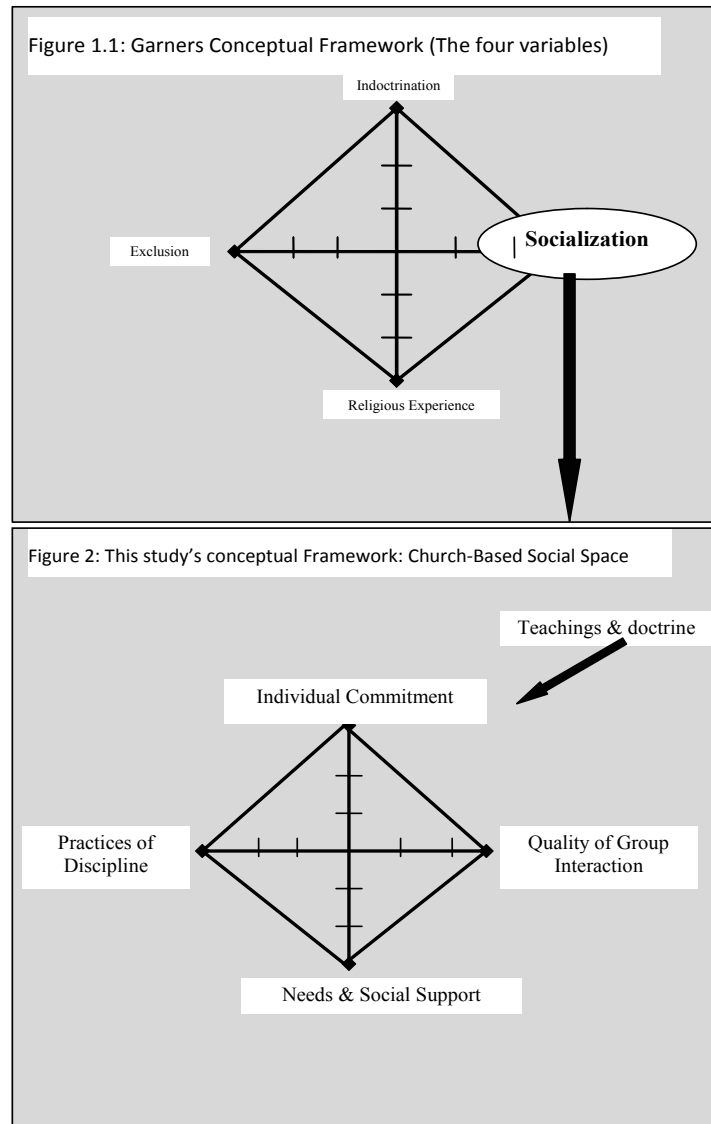 Figure 1.1: Garners Conceptual Framework (The four variables)
Indoctrination
Exclusion
Socialization
Religious Experience
Figure 2: This study’s conceptual Framework: Church-Based Social Space
Teachings & doctrine
Individual Commitment
Practices of
Discipline
Quality of Group
Interaction
Needs & Social Support